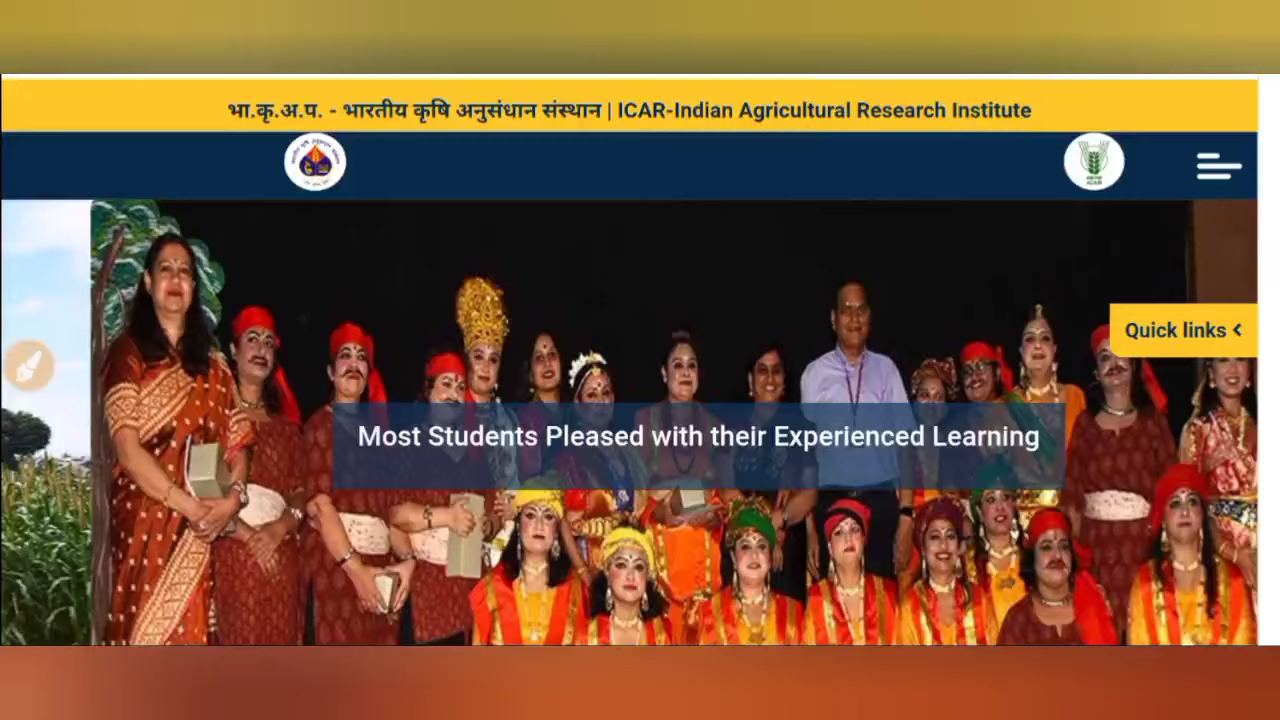 भा.कृ.अ.प. - भारतीय कृषि अनुसंधान संस्थान | ICAR-Indian Agricultural Research Institute
Quick links
Most Students Pleased with their Experienced Learning